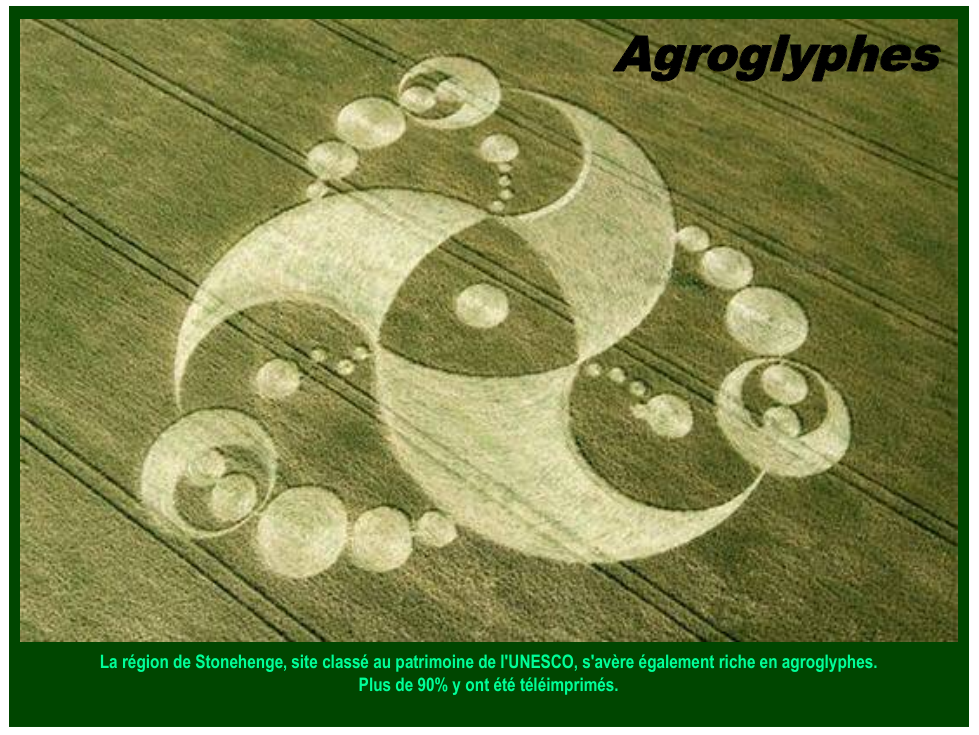 Agroglyphes
La région de Stonehenge, site classé au patrimoine de l'UNESCO, s'avère également riche en agroglyphes.
Plus de 90% y ont été téléimprimés.